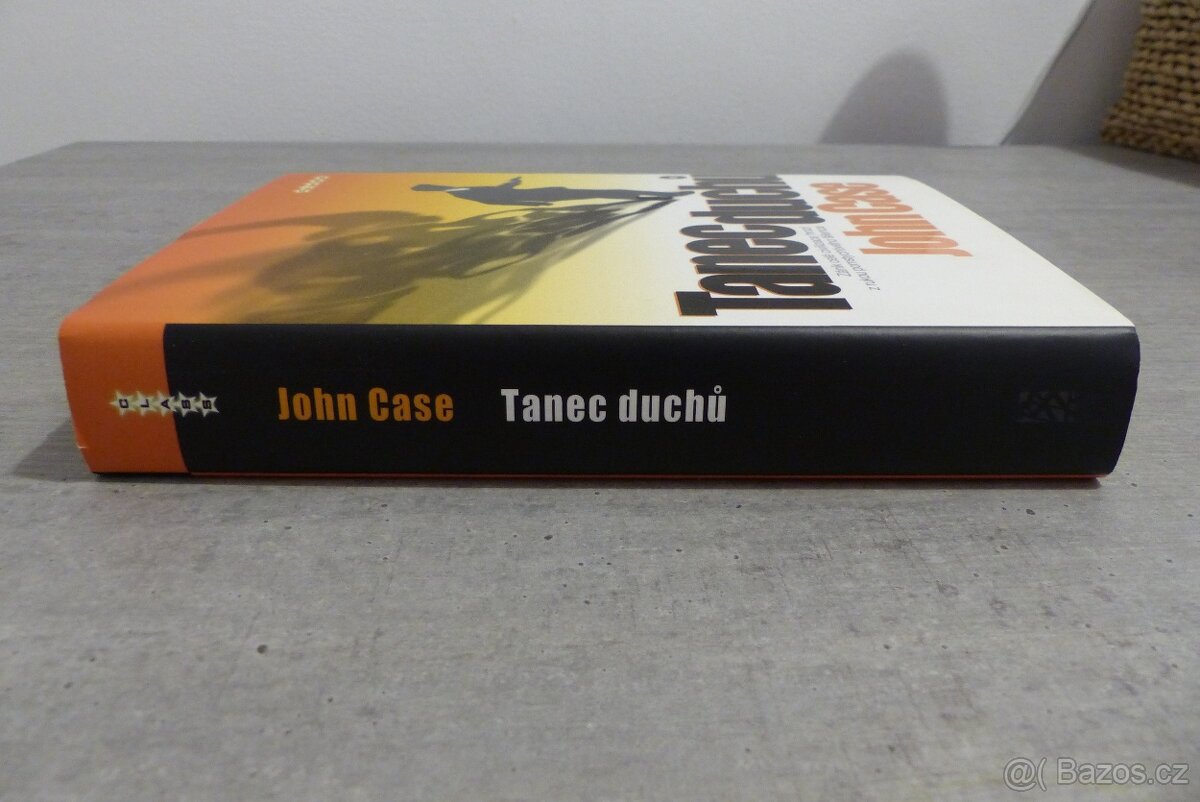 John Case
Tanec duchů
CLASS
John Case
Tanec duchů
@( Bazos.cz